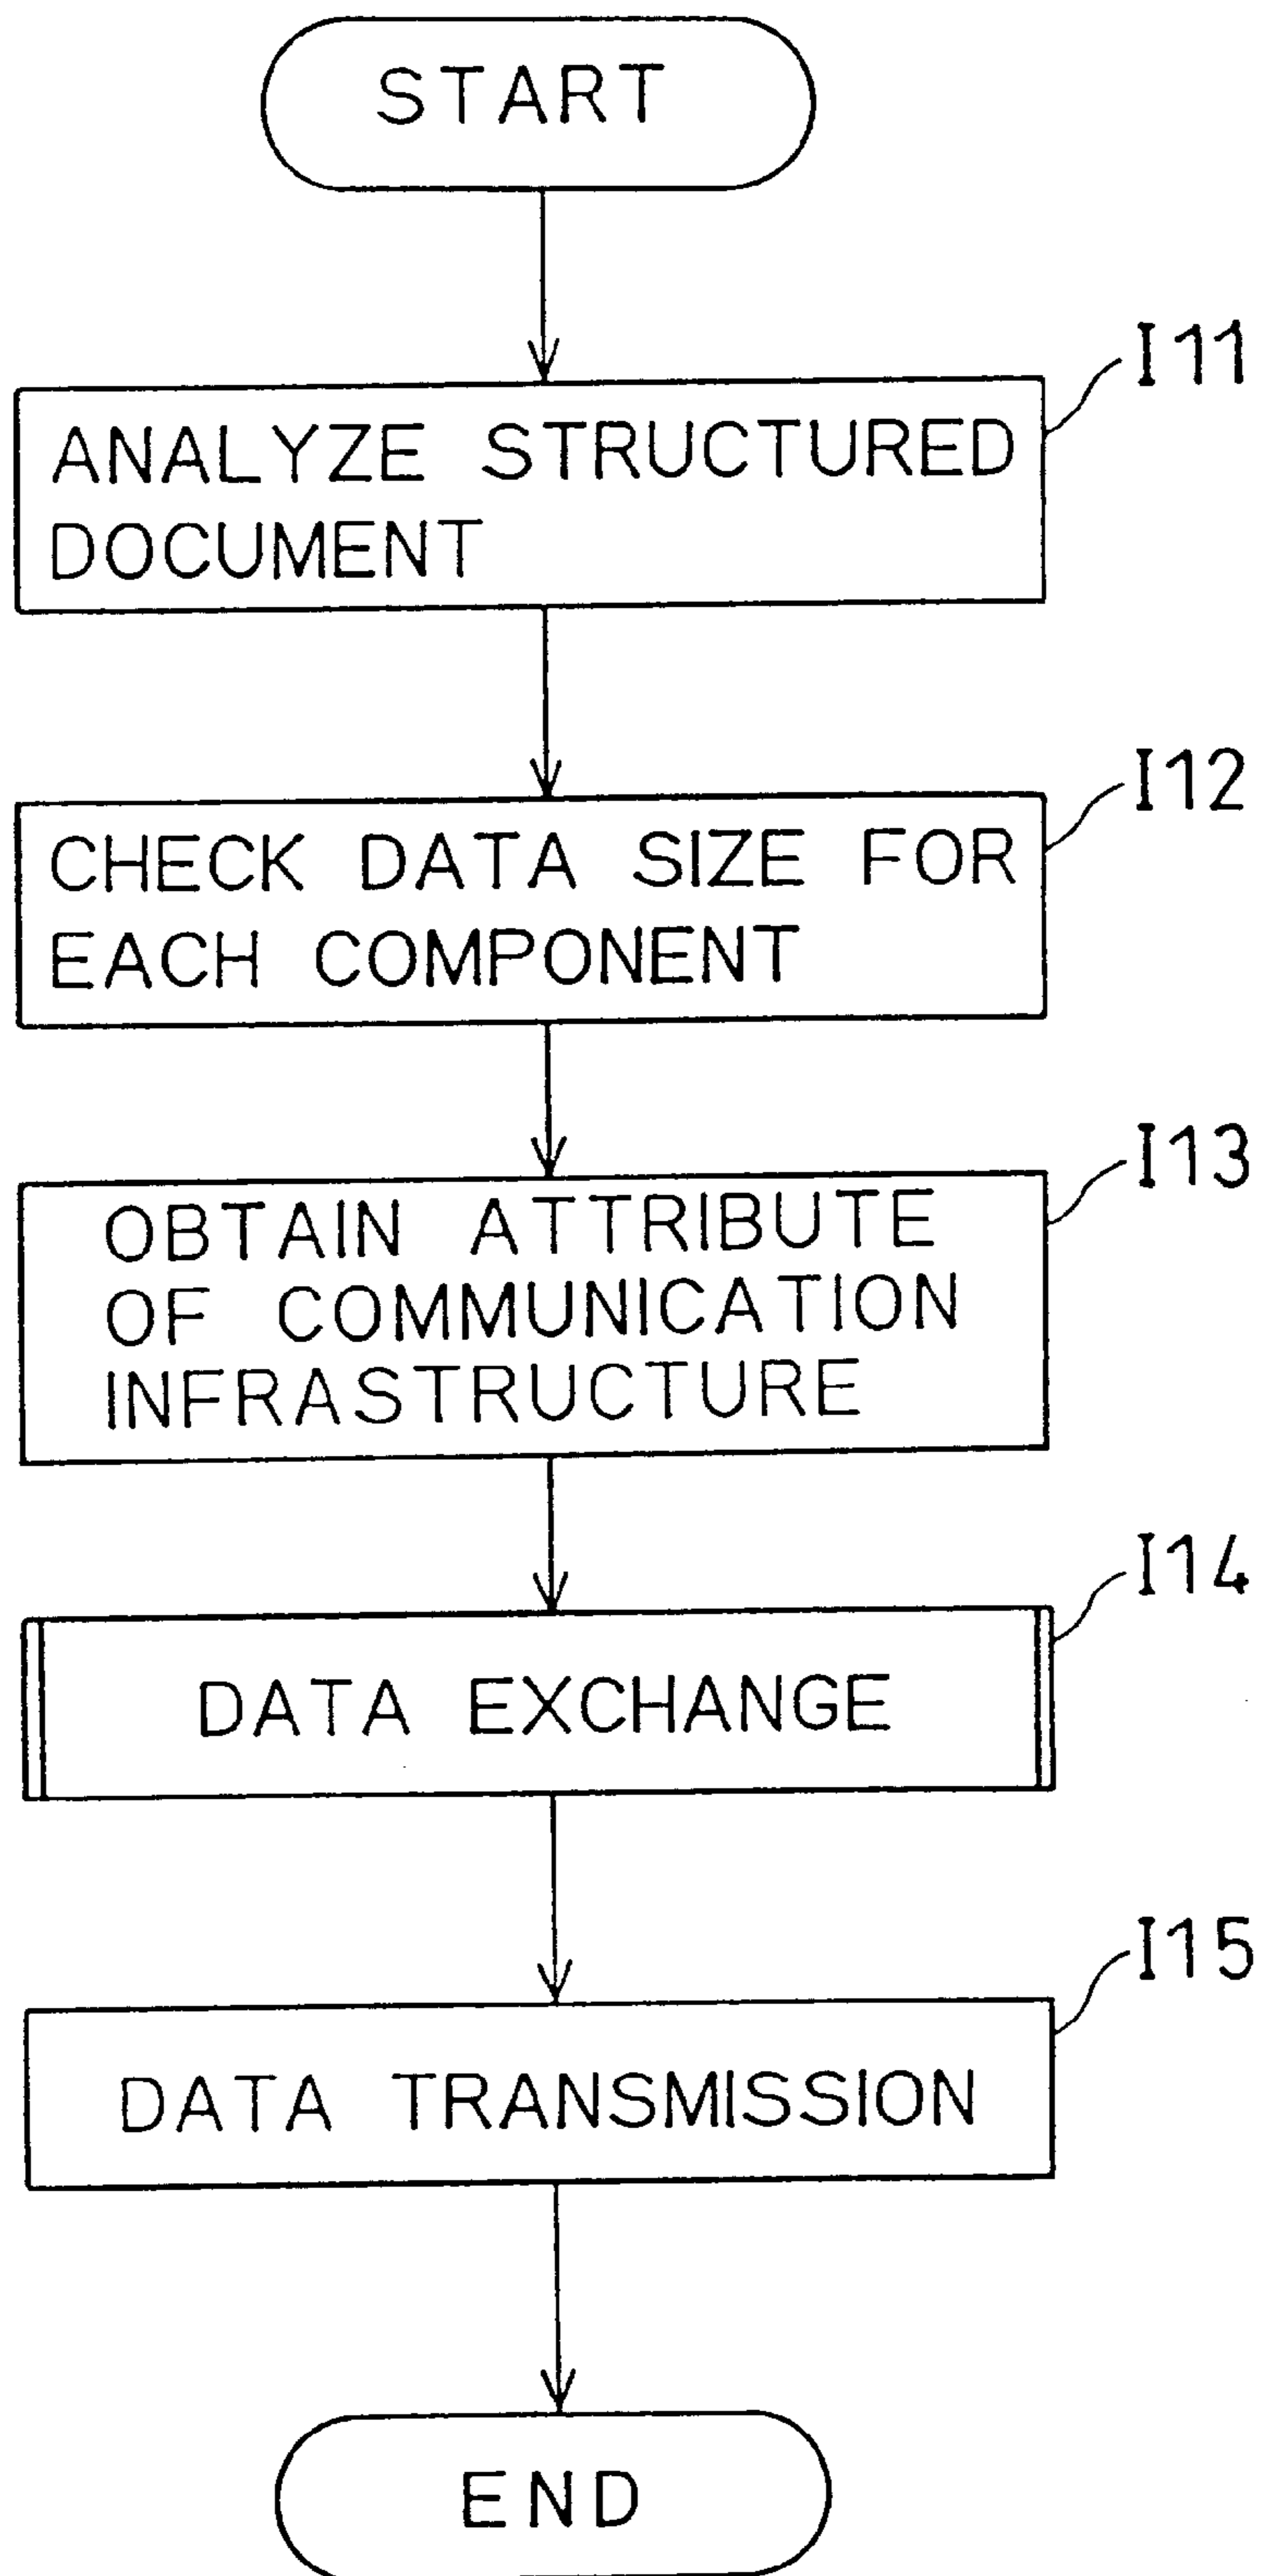 START
I11
ANALYZE STRUCTURED
DOCUMENT
I12
CHECK DATA SIZE FOR
EACH COMPONENT
I13
OBTAIN ATTRIBUTE
OF COMMUNICATION
INFRASTRUCTURE
I14
DATA EXCHANGE
I15
DATA TRANSMISSION
END